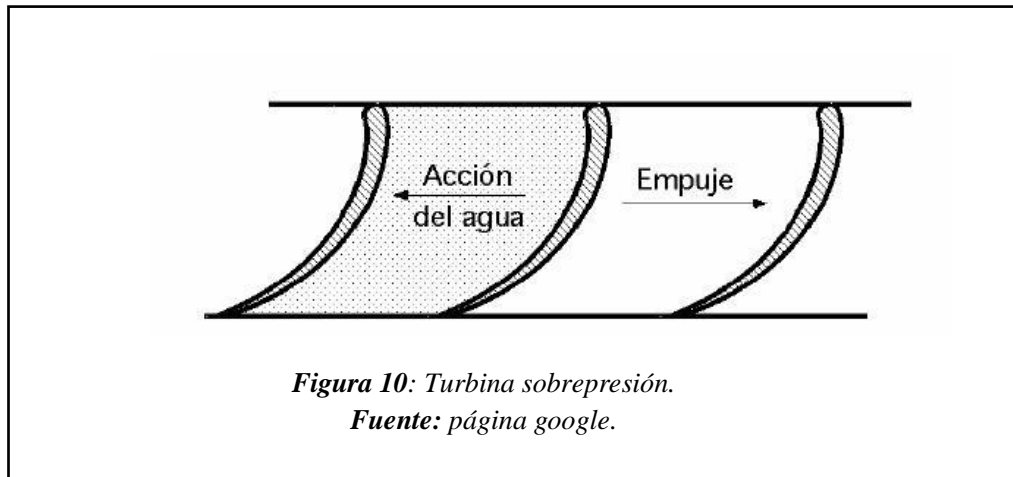 Acción
del agua
Empuje
Figura 10: Turbina sobrepresión.
Fuente: página google.